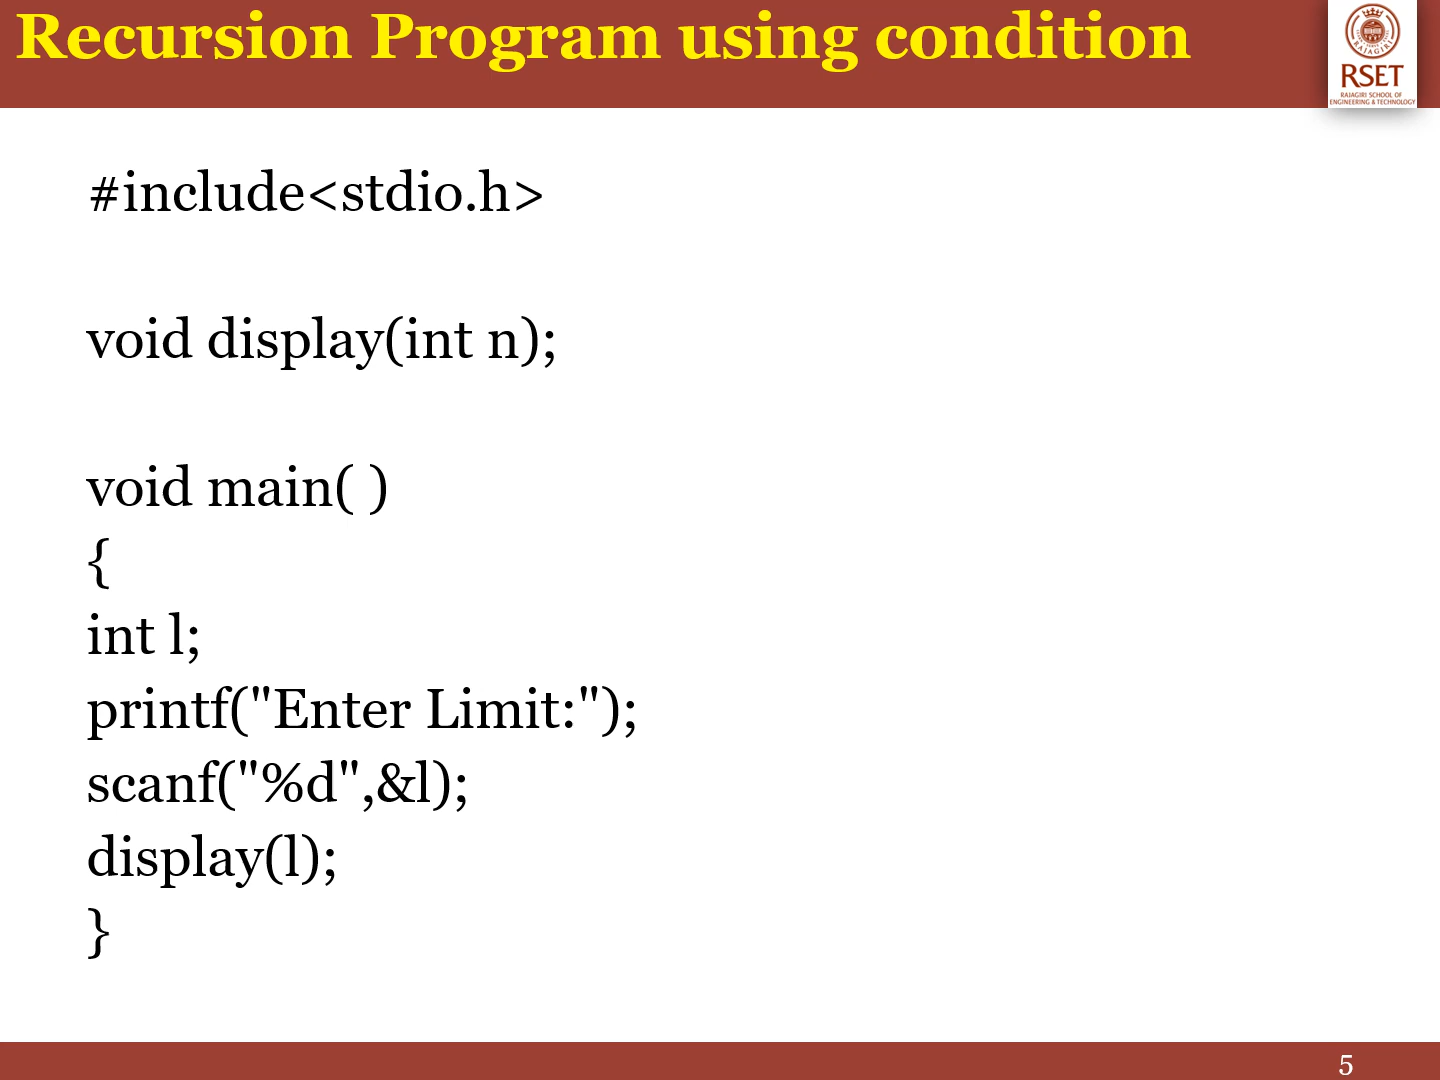 Recursion Program using condition
RAJAGIRI
RSET
RAJAGIRI SCHOOL OF
ENGINEERING & TECHNOLOGY
#include<stdio.h>
void display(int n);
void main( )
{
int l;
printf("Enter Limit:");
scanf("%d",&l);
display(l);
}
5